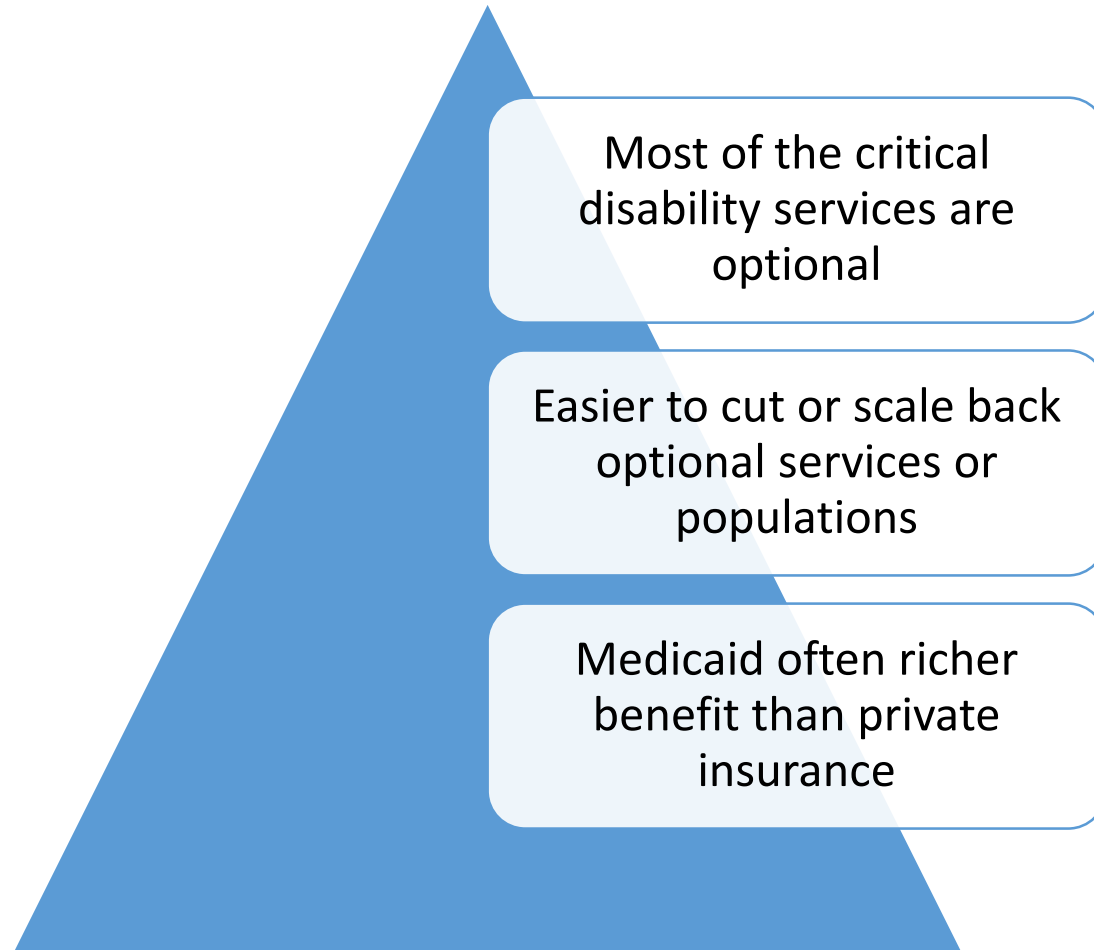 Most of the critical
disability services are
optional
Easier to cut or scale back
optional services or
populations
Medicaid often richer
benefit than private
insurance